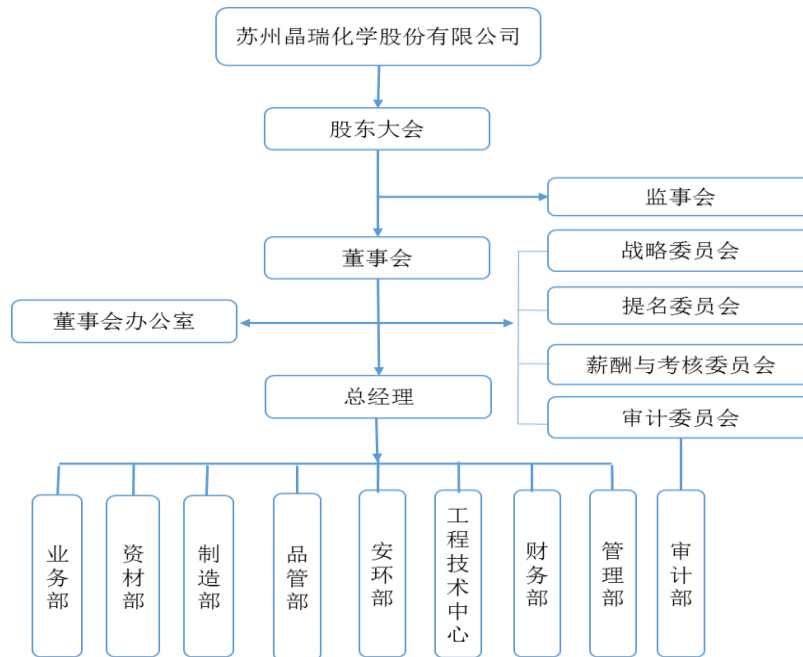 苏州晶瑞化学股份有限公司
股东大会
监事会
董事会
战略委员会
提名委员会
董事会办公室
薪酬与考核委员会
总经理
审计委员会
业务部
资材部
制造部
品管部
安环部
工程技术中心
财务部
管理部
审计部